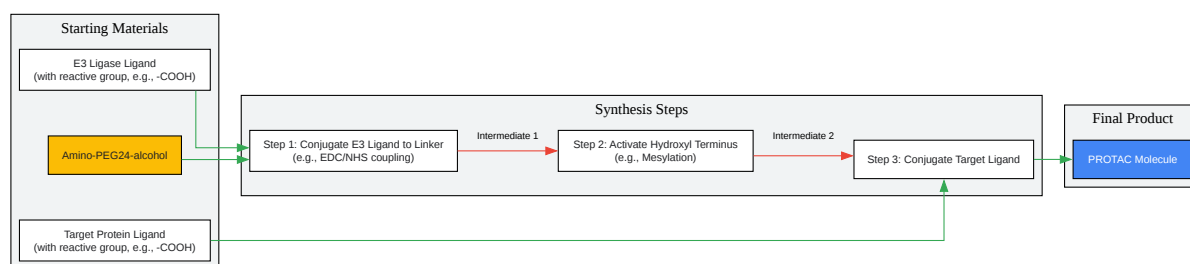 Starting Materials
E3 Ligase Ligand
(with reactive group, e.g., -COOH)
Amino-PEG24-alcohol
Target Protein Ligand
(with reactive group, e.g., -COOH)
Synthesis Steps
Step 1: Conjugate E3 Ligand to Linker
(e.g., EDC/NHS coupling)
Intermediate 1
Step 2: Activate Hydroxyl Terminus
(e.g., Mesylation)
Intermediate 2
Step 3: Conjugate Target Ligand
Final Product
PROTAC Molecule